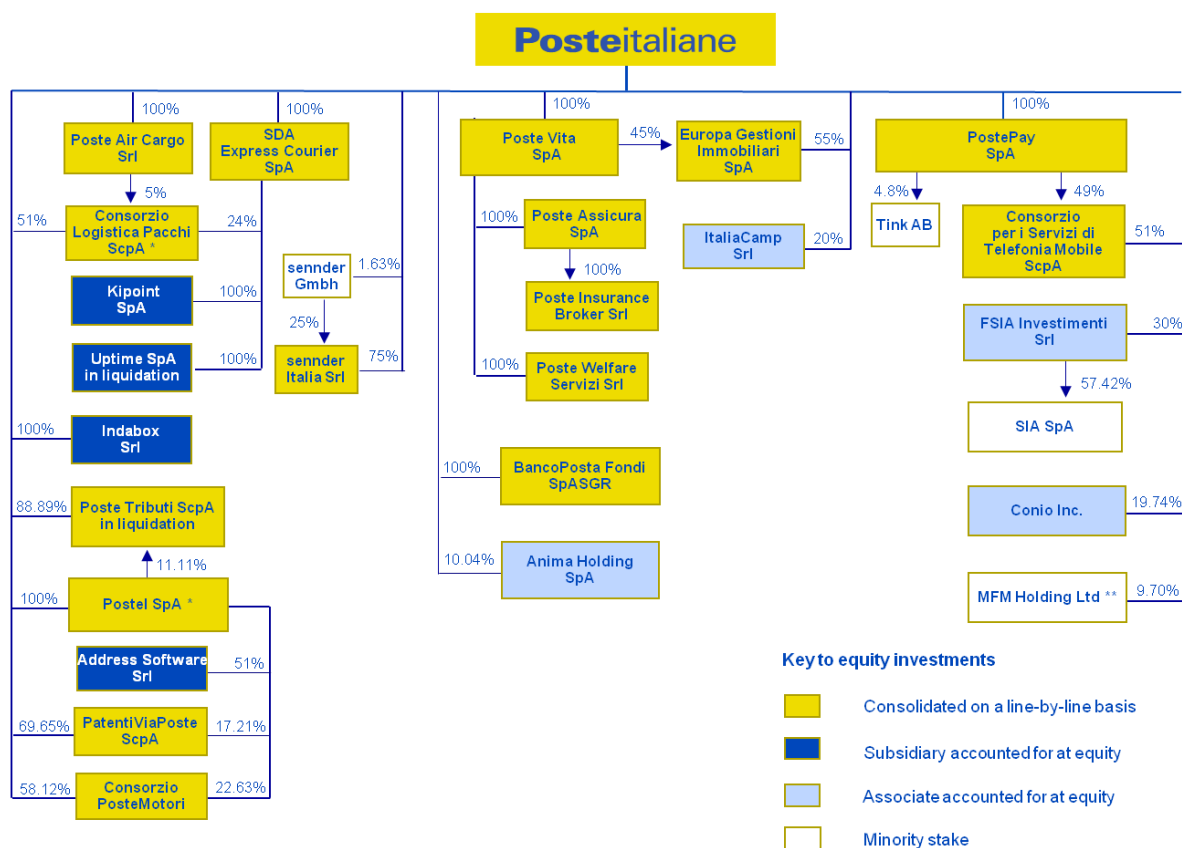 Posteitaliane
100%
100%
100%
100%
Poste Air Cargo
Srl
SDA
Express Courier
SpA
Poste Vita
SpA
45%
Europa Gestioni
Immobiliari
SpA
55%
PostePay
SpA
5%
4.8%
49%
51%
Consorzio
Logistica Pacchi
ScpA *
24%
100%
Poste Assicura
SpA
ItaliaCamp
Srl
20%
Tink AB
Consorzio
per i Servizi di
Telefonia Mobile
ScpA
51%
sennder
Gmbh
1.63%
100%
Kipoint
SpA
100%
Poste Insurance
Broker Srl
FSIA Investimenti
Srl
30%
25%
Uptime SpA
in liquidation
100%
sennder
Italia Srl
75%
100%
Poste Welfare
Servizi Srl
57.42%
SIA SpA
100%
Indabox
Srl
100%
BancoPosta Fondi
SpASGR
88.89%
Poste Tributi ScpA
in liquidation
Conio Inc.
19.74%
11.11%
10.04%
Anima Holding
SpA
100%
Postel SpA *
MFM Holding Ltd **
9.70%
Address Software
Srl
51%
Key to equity investments
69.65%
PatentiViaPoste
ScpA
17.21%
Consolidated on a line-by-line basis
Subsidiary accounted for at equity
58.12%
Consorzio
PosteMotori
22.63%
Associate accounted for at equity
Minority stake